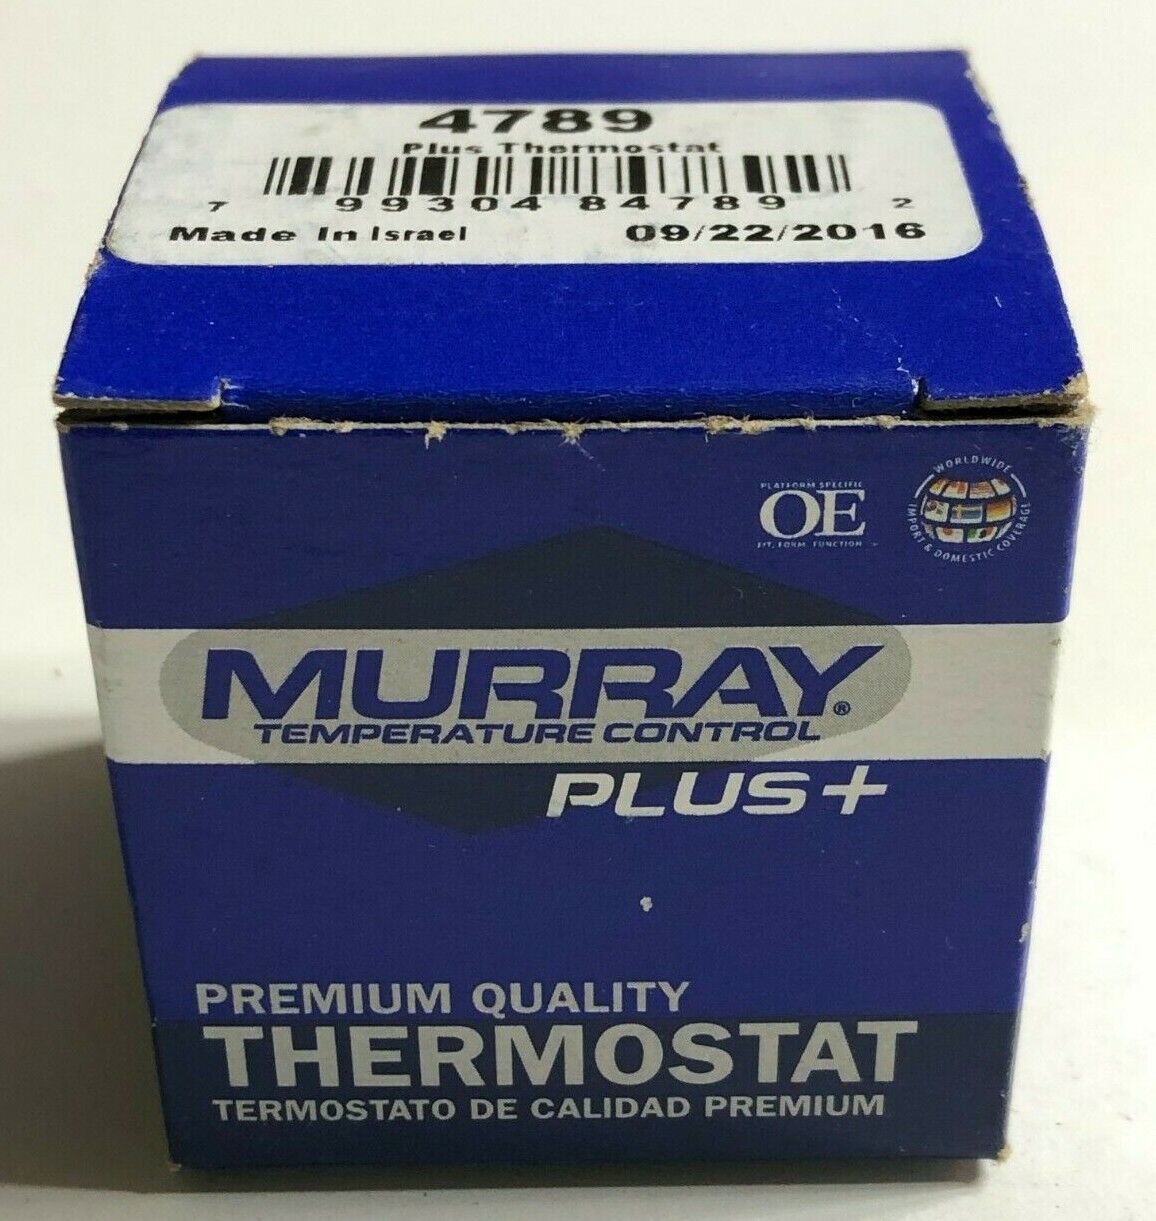 4789
Plus Thermostat
7 99304 84789 2
Made In Israel 09/22/2016
PLATFORM SPECIFIC
OE
FIT, FORM, FUNCTION
WORLDWIDE
IMPORT & DOMESTIC COVERAGE
MURRAY®
TEMPERATURE CONTROL
PLUS+
PREMIUM QUALITY
THERMOSTAT
TERMOSTATO DE CALIDAD PREMIUM